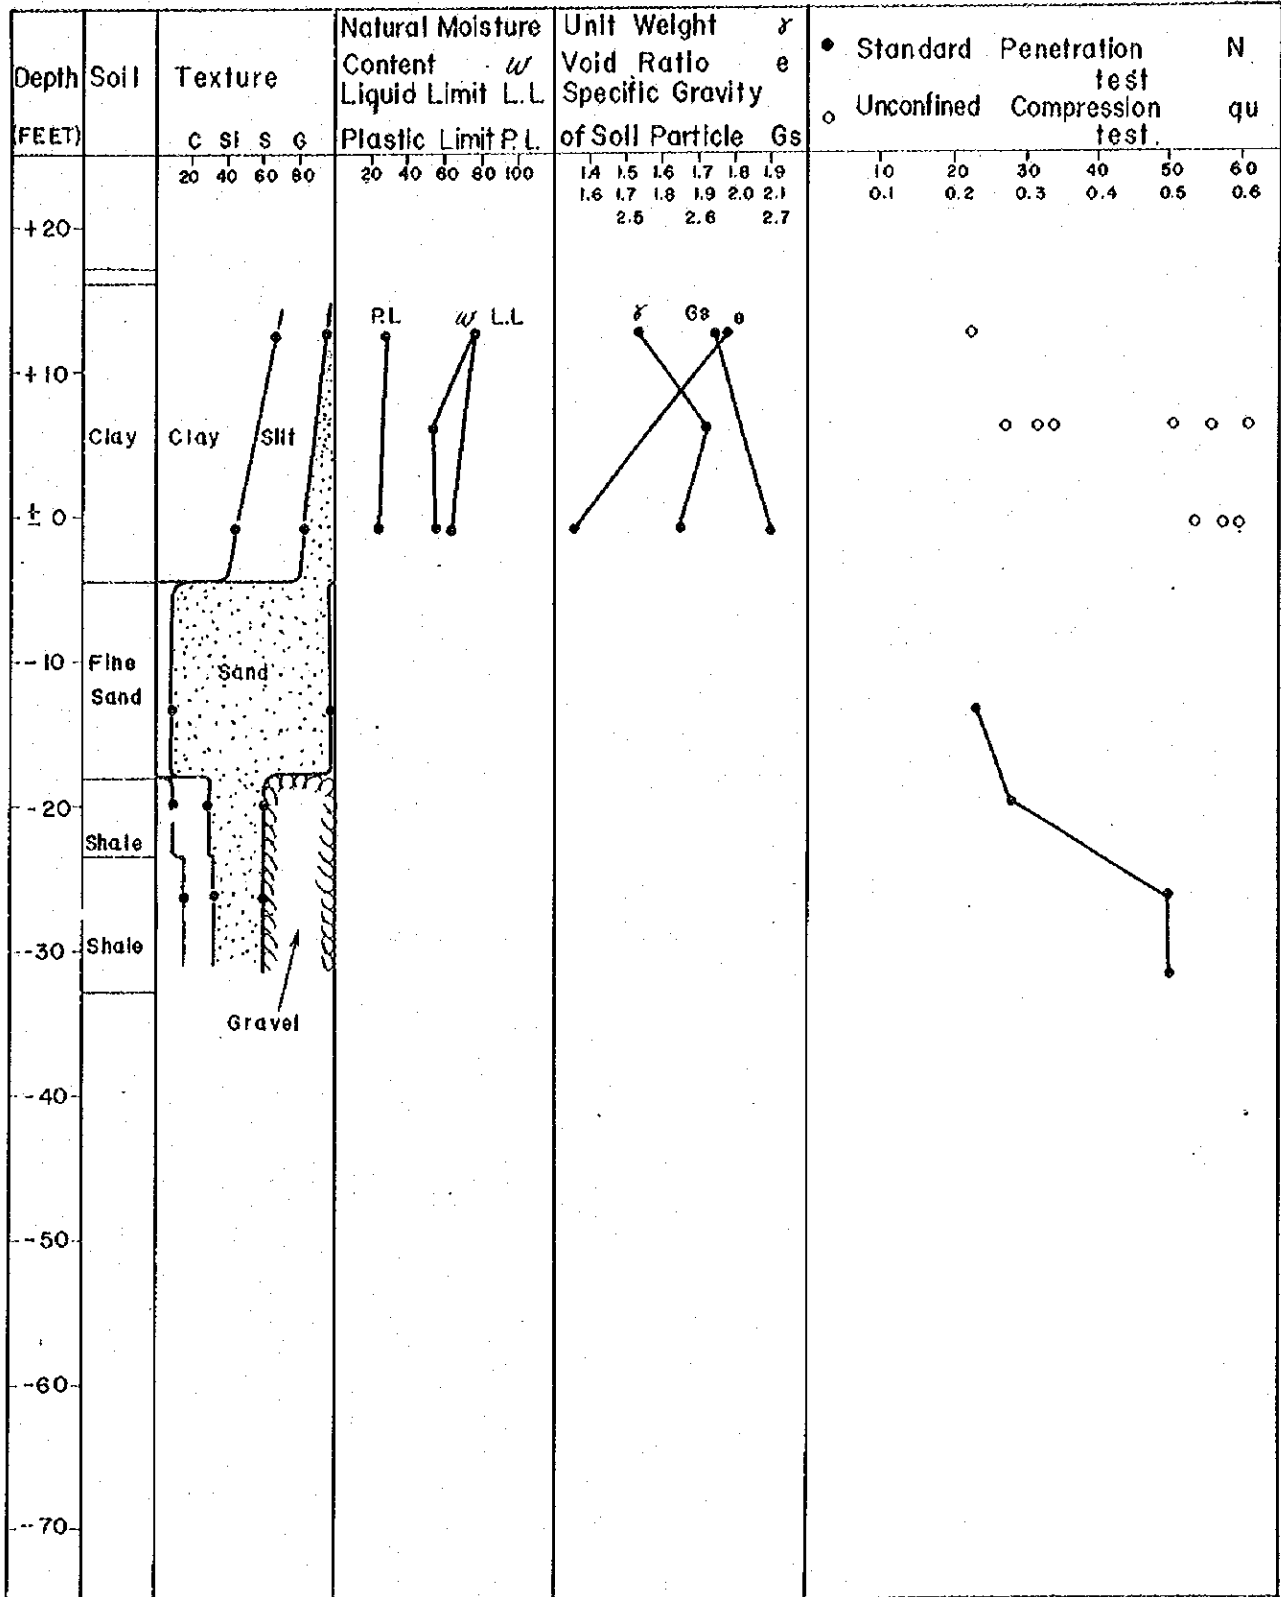 Depth
(FEET)
Soil
Texture
C SI S G
20 40 60 80
Natural Moisture
Content w
Liquid Limit L.L
Plastic Limit P.L.
20 40 60 80 100
Unit Weight γ
Void Ratio e
Specific Gravity
of Soil Particle Gs
1.4 1.5 1.6 1.7 1.8 1.9
1.6 1.7 1.8 1.9 2.0 2.1
2.5 2.6 2.7
● Standard Penetration N
test
○ Unconfined Compression qu
test.
10 20 30 40 50 60
0.1 0.2 0.3 0.4 0.5 0.6
+20
P.L w L.L
γ Gs e
+10
Clay
Clay Silt
± 0
-10
Fine
Sand
Sand
-20
Shale
-30
Shale
Gravel
-40
-50
-60
-70